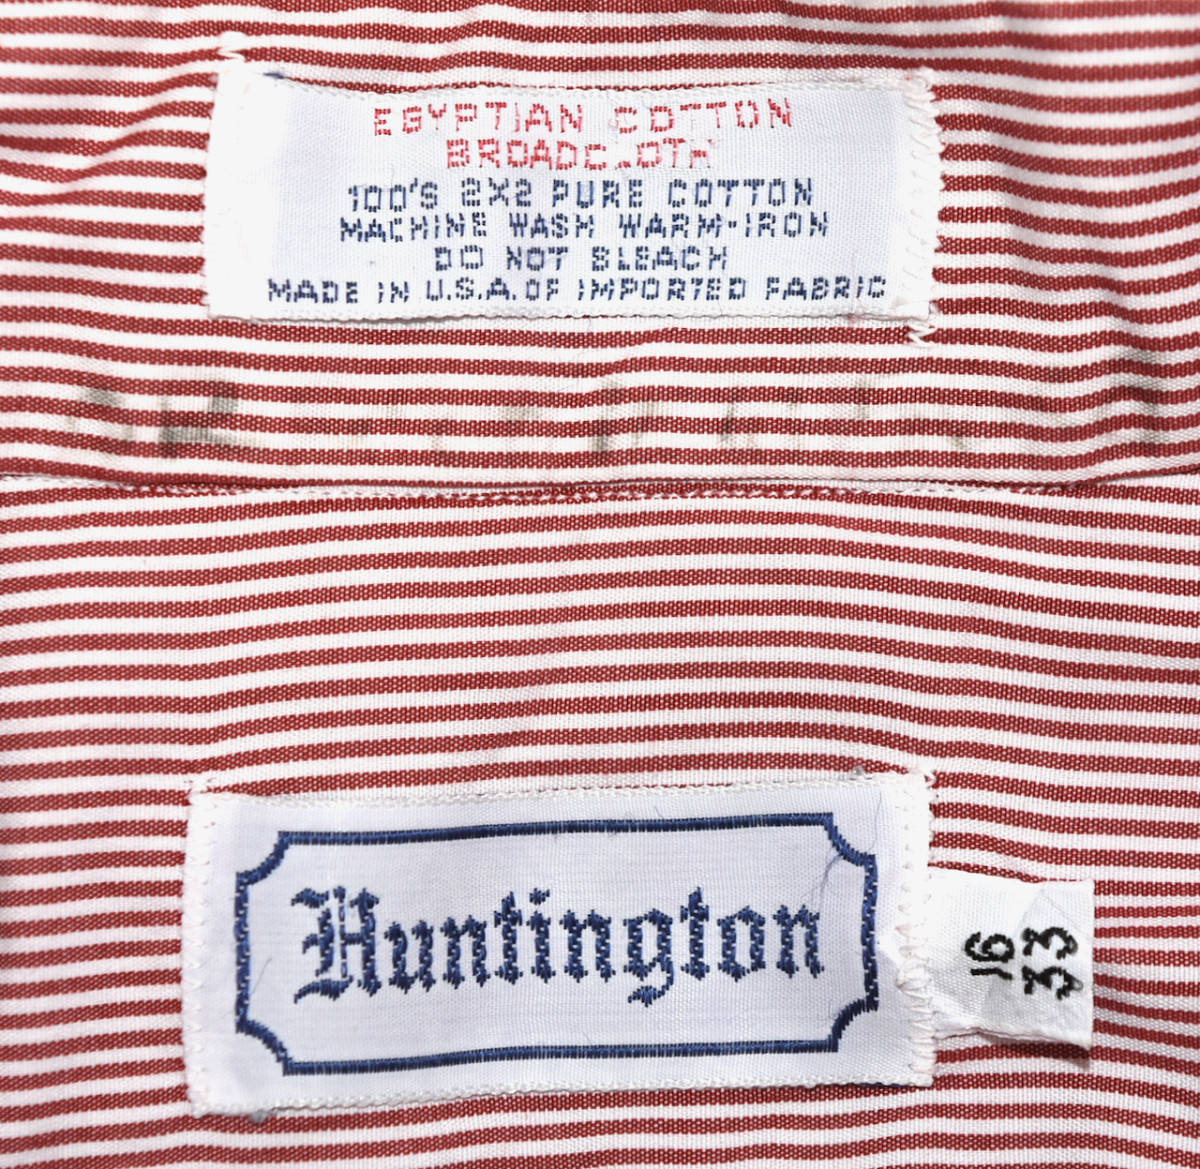 EGYPTIAN COTTON
BROADCLOTH
100'S 2X2 PURE COTTON
MACHINE WASH WARM-IRON
DO NOT BLEACH
MADE IN U.S.A. OF IMPORTED FABRIC
Huntington
16
33